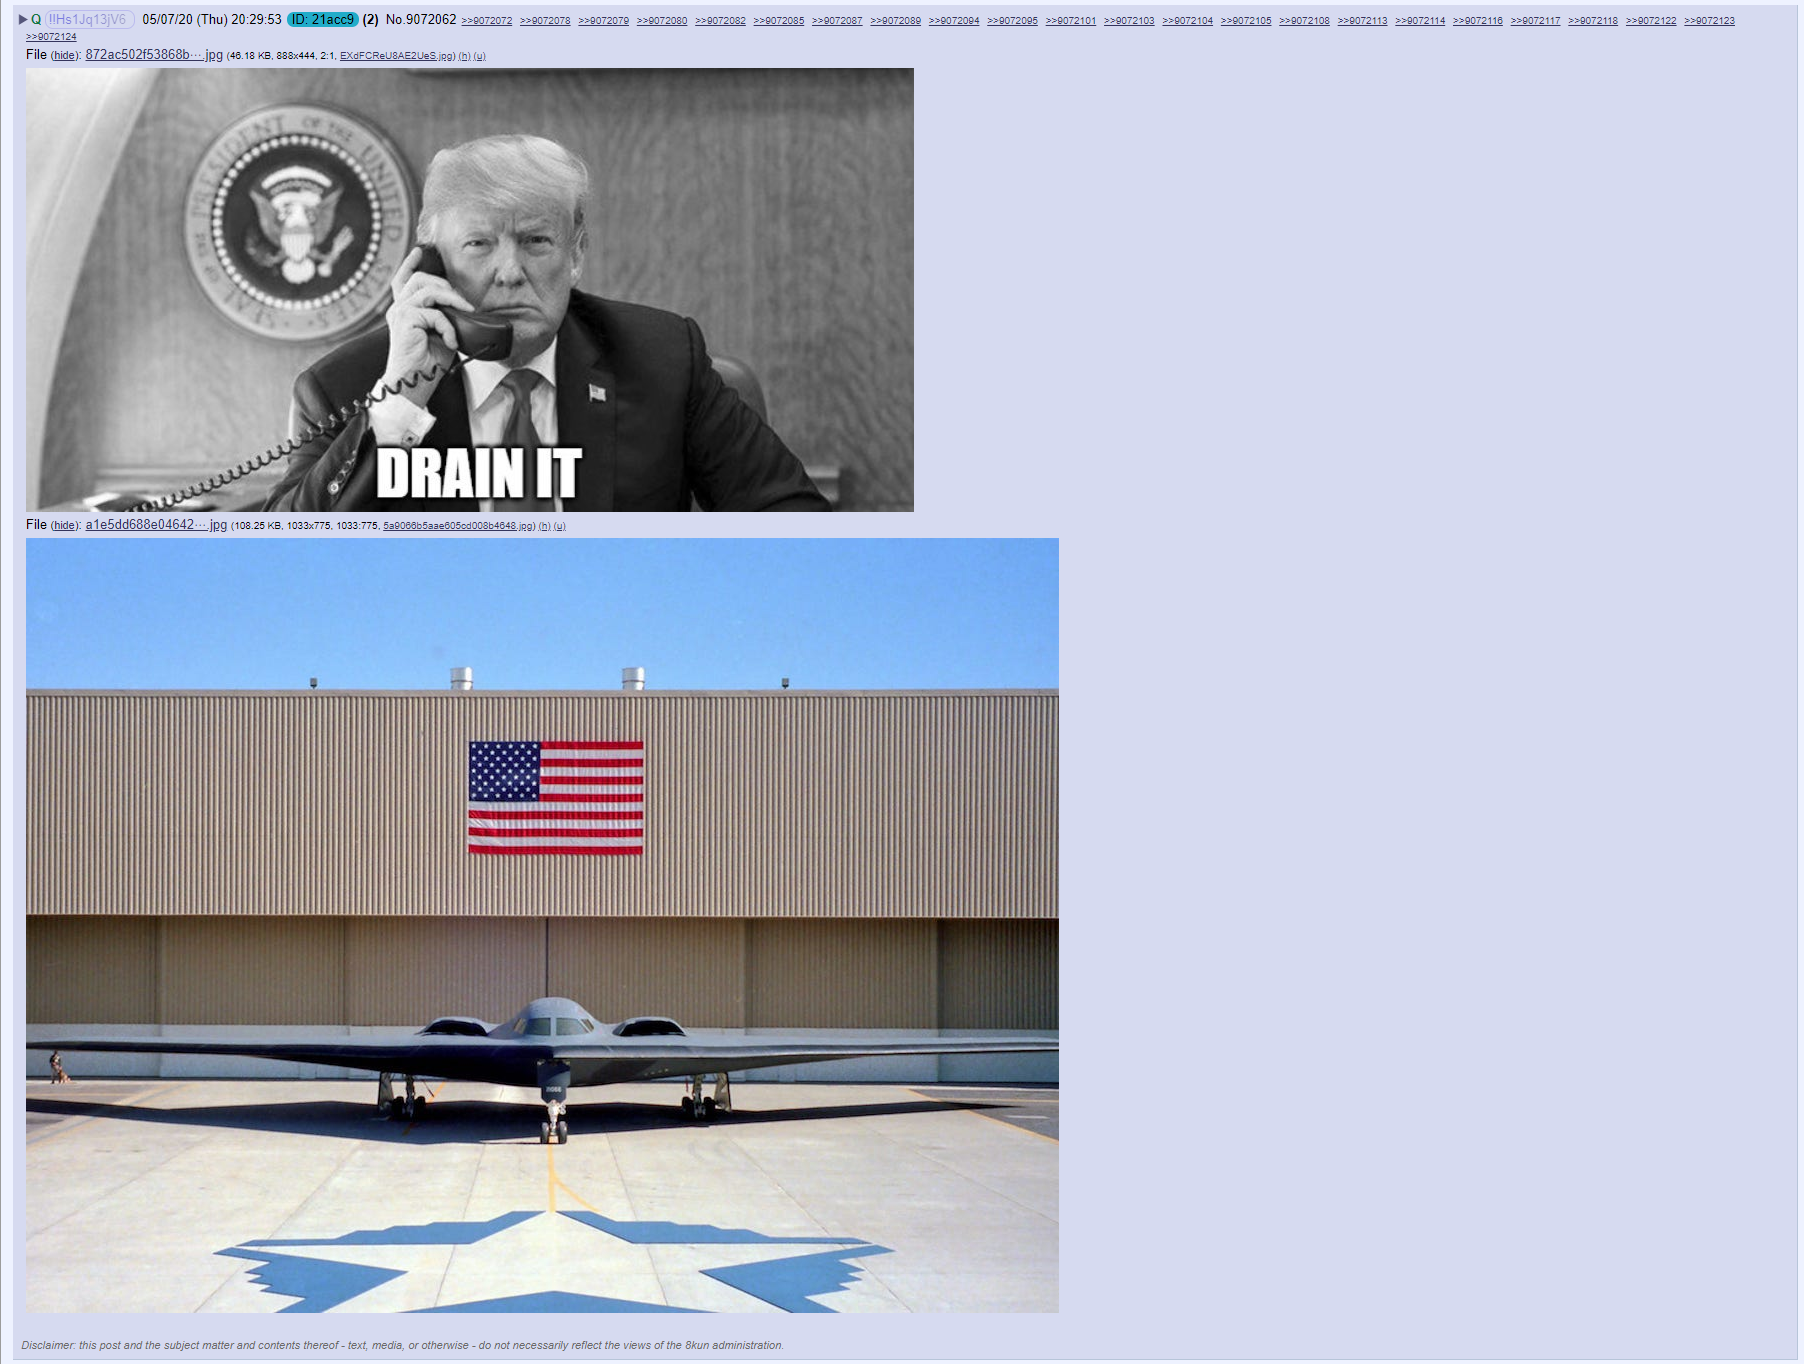 ▶ Q !!Hs1Jq13jV6 05/07/20 (Thu) 20:29:53 ID: 21acc9 (2) No.9072062 >>9072072 >>9072078 >>9072079 >>9072080 >>9072082 >>9072085 >>9072087 >>9072089 >>9072094 >>9072095 >>9072101 >>9072103 >>9072104 >>9072105 >>9072108 >>9072113 >>9072114 >>9072116 >>9072117 >>9072118 >>9072122 >>9072123
>>9072124
File (hide): 872ac502f53868b⋯.jpg (46.18 KB, 888x444, 2:1, EXdFCReU8AE2UeS.jpg) (h) (u)
PRESIDENT OF THE UNITED STATES
SEAL OF THE
DRAIN IT
File (hide): a1e5dd688e04642⋯.jpg (108.25 KB, 1033x775, 1033:775, 5a9066b5aae605cd008b4648.jpg) (h) (u)
Disclaimer: this post and the subject matter and contents thereof - text, media, or otherwise - do not necessarily reflect the views of the 8kun administration.